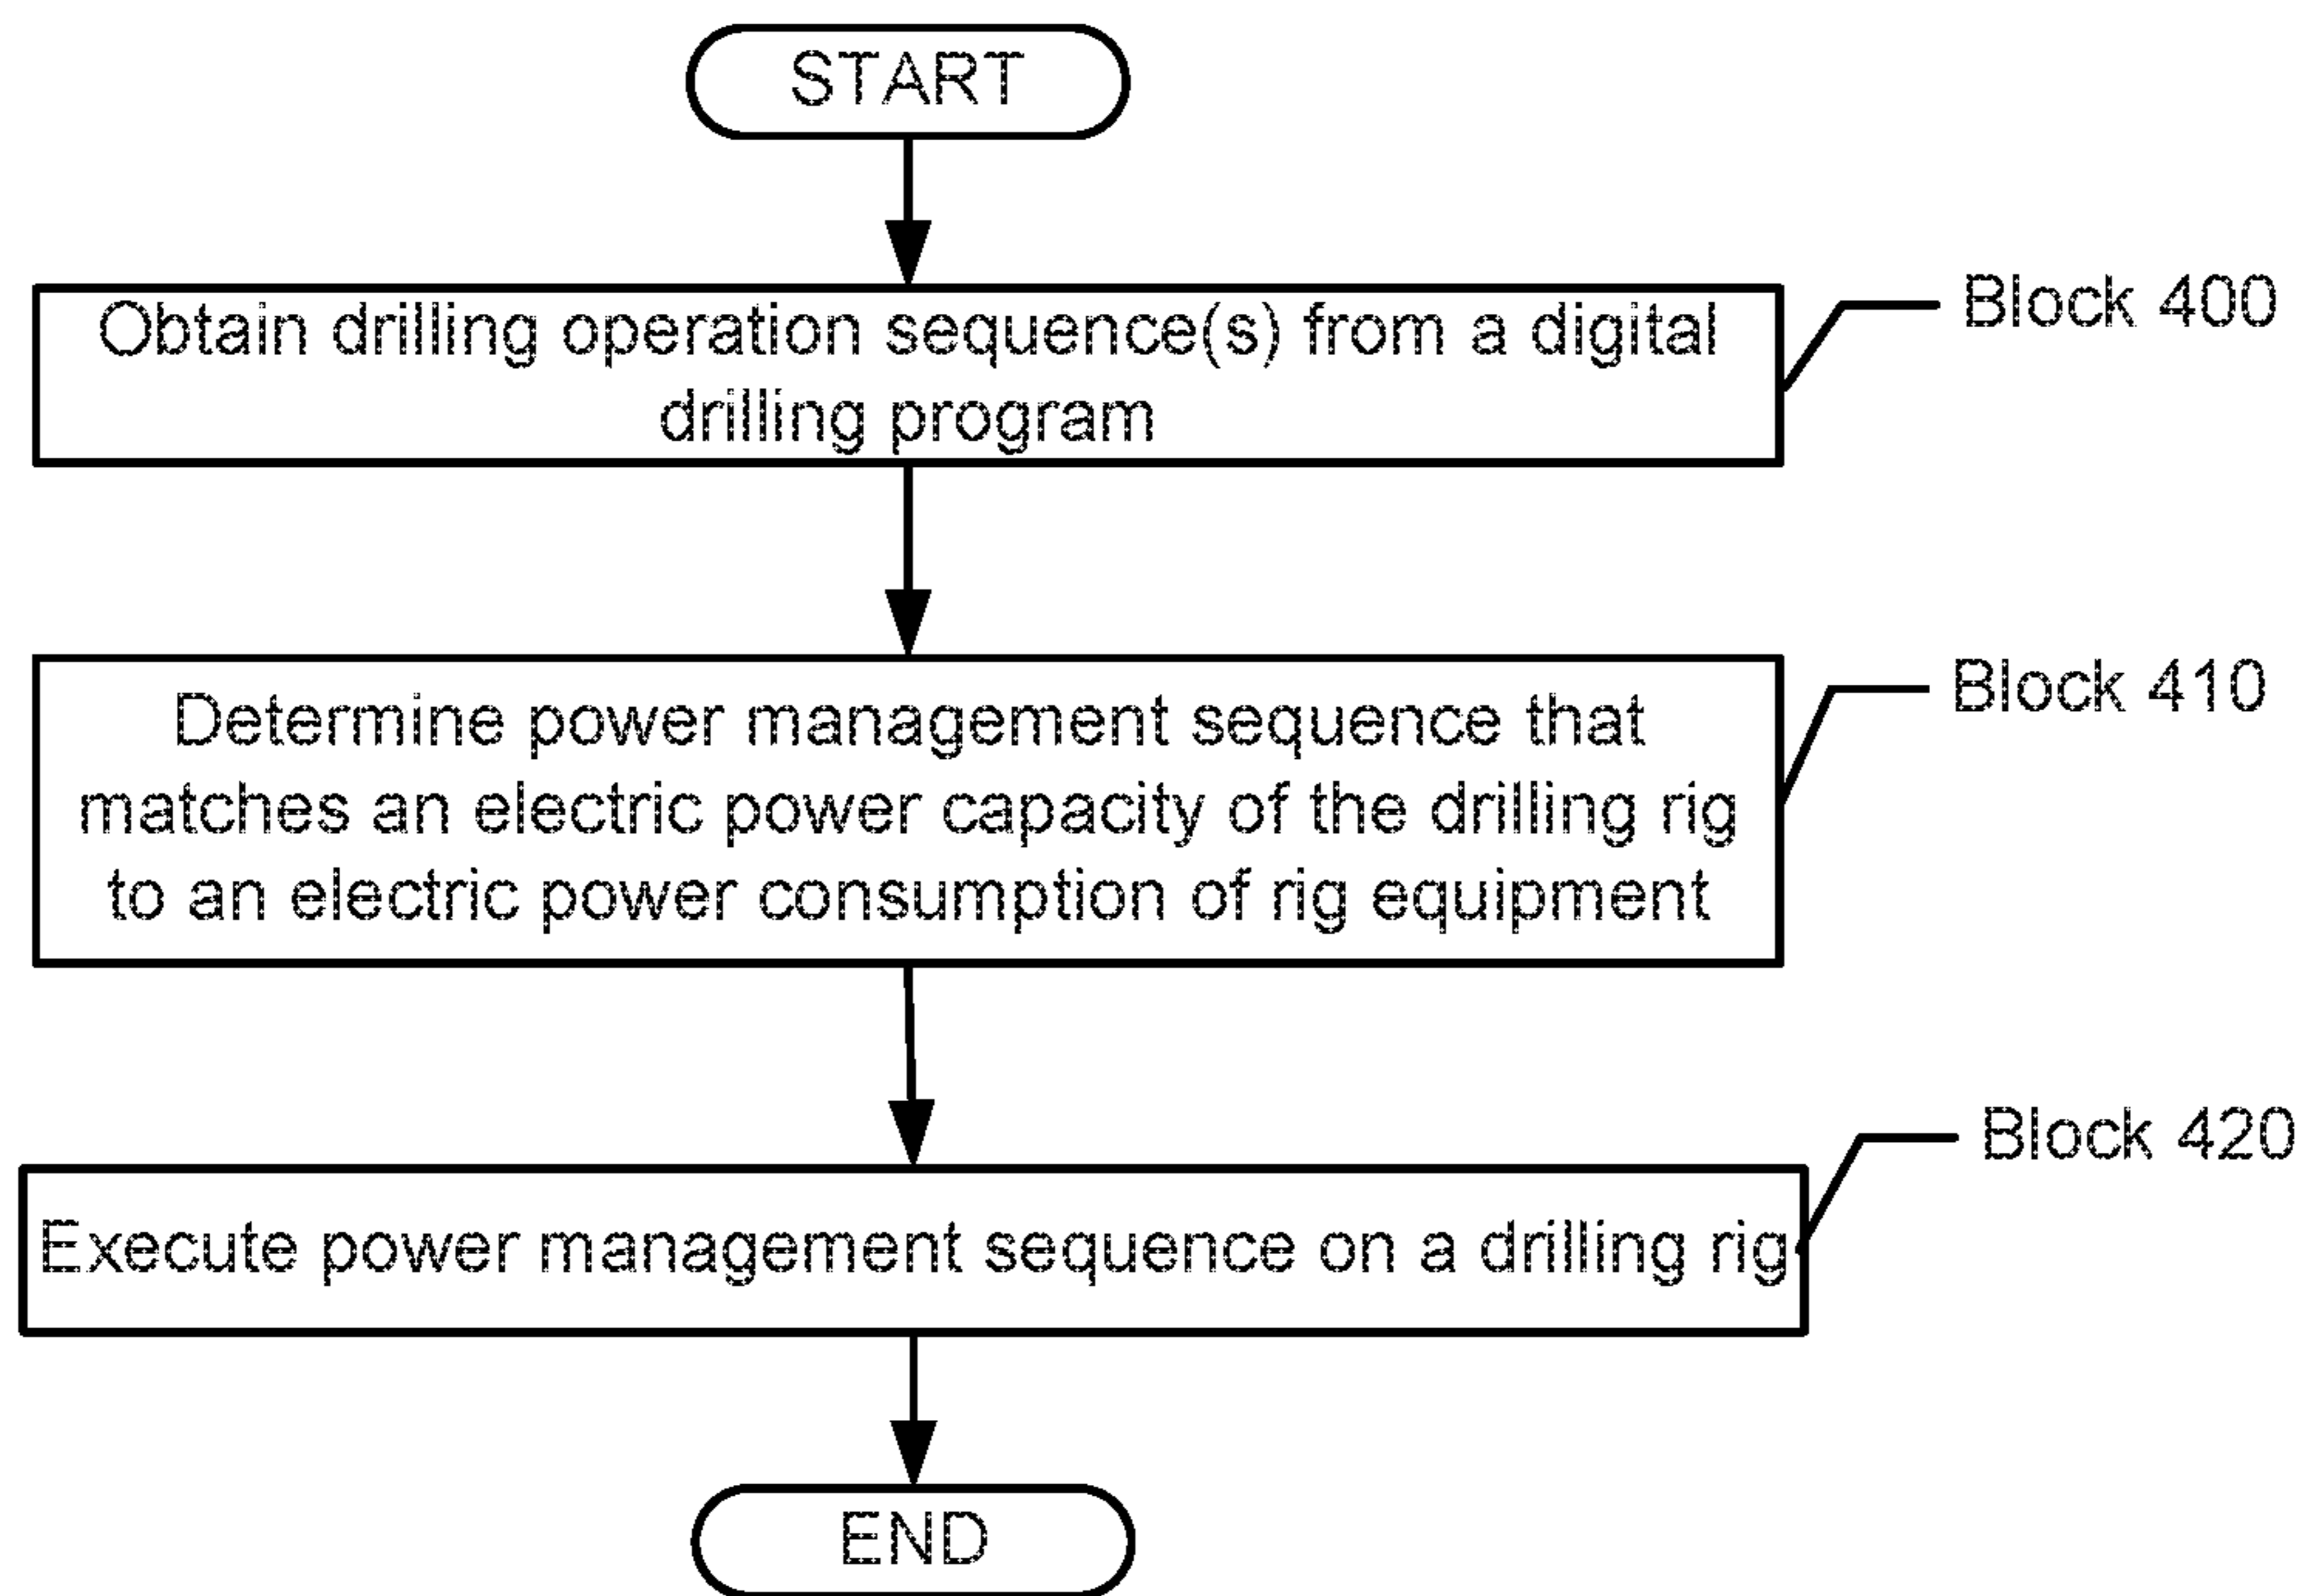 START
Block 400
Obtain drilling operation sequence(s) from a digital
drilling program
Block 410
Determine power management sequence that
matches an electric power capacity of the drilling rig
to an electric power consumption of rig equipment
Block 420
Execute power management sequence on a drilling rig
END